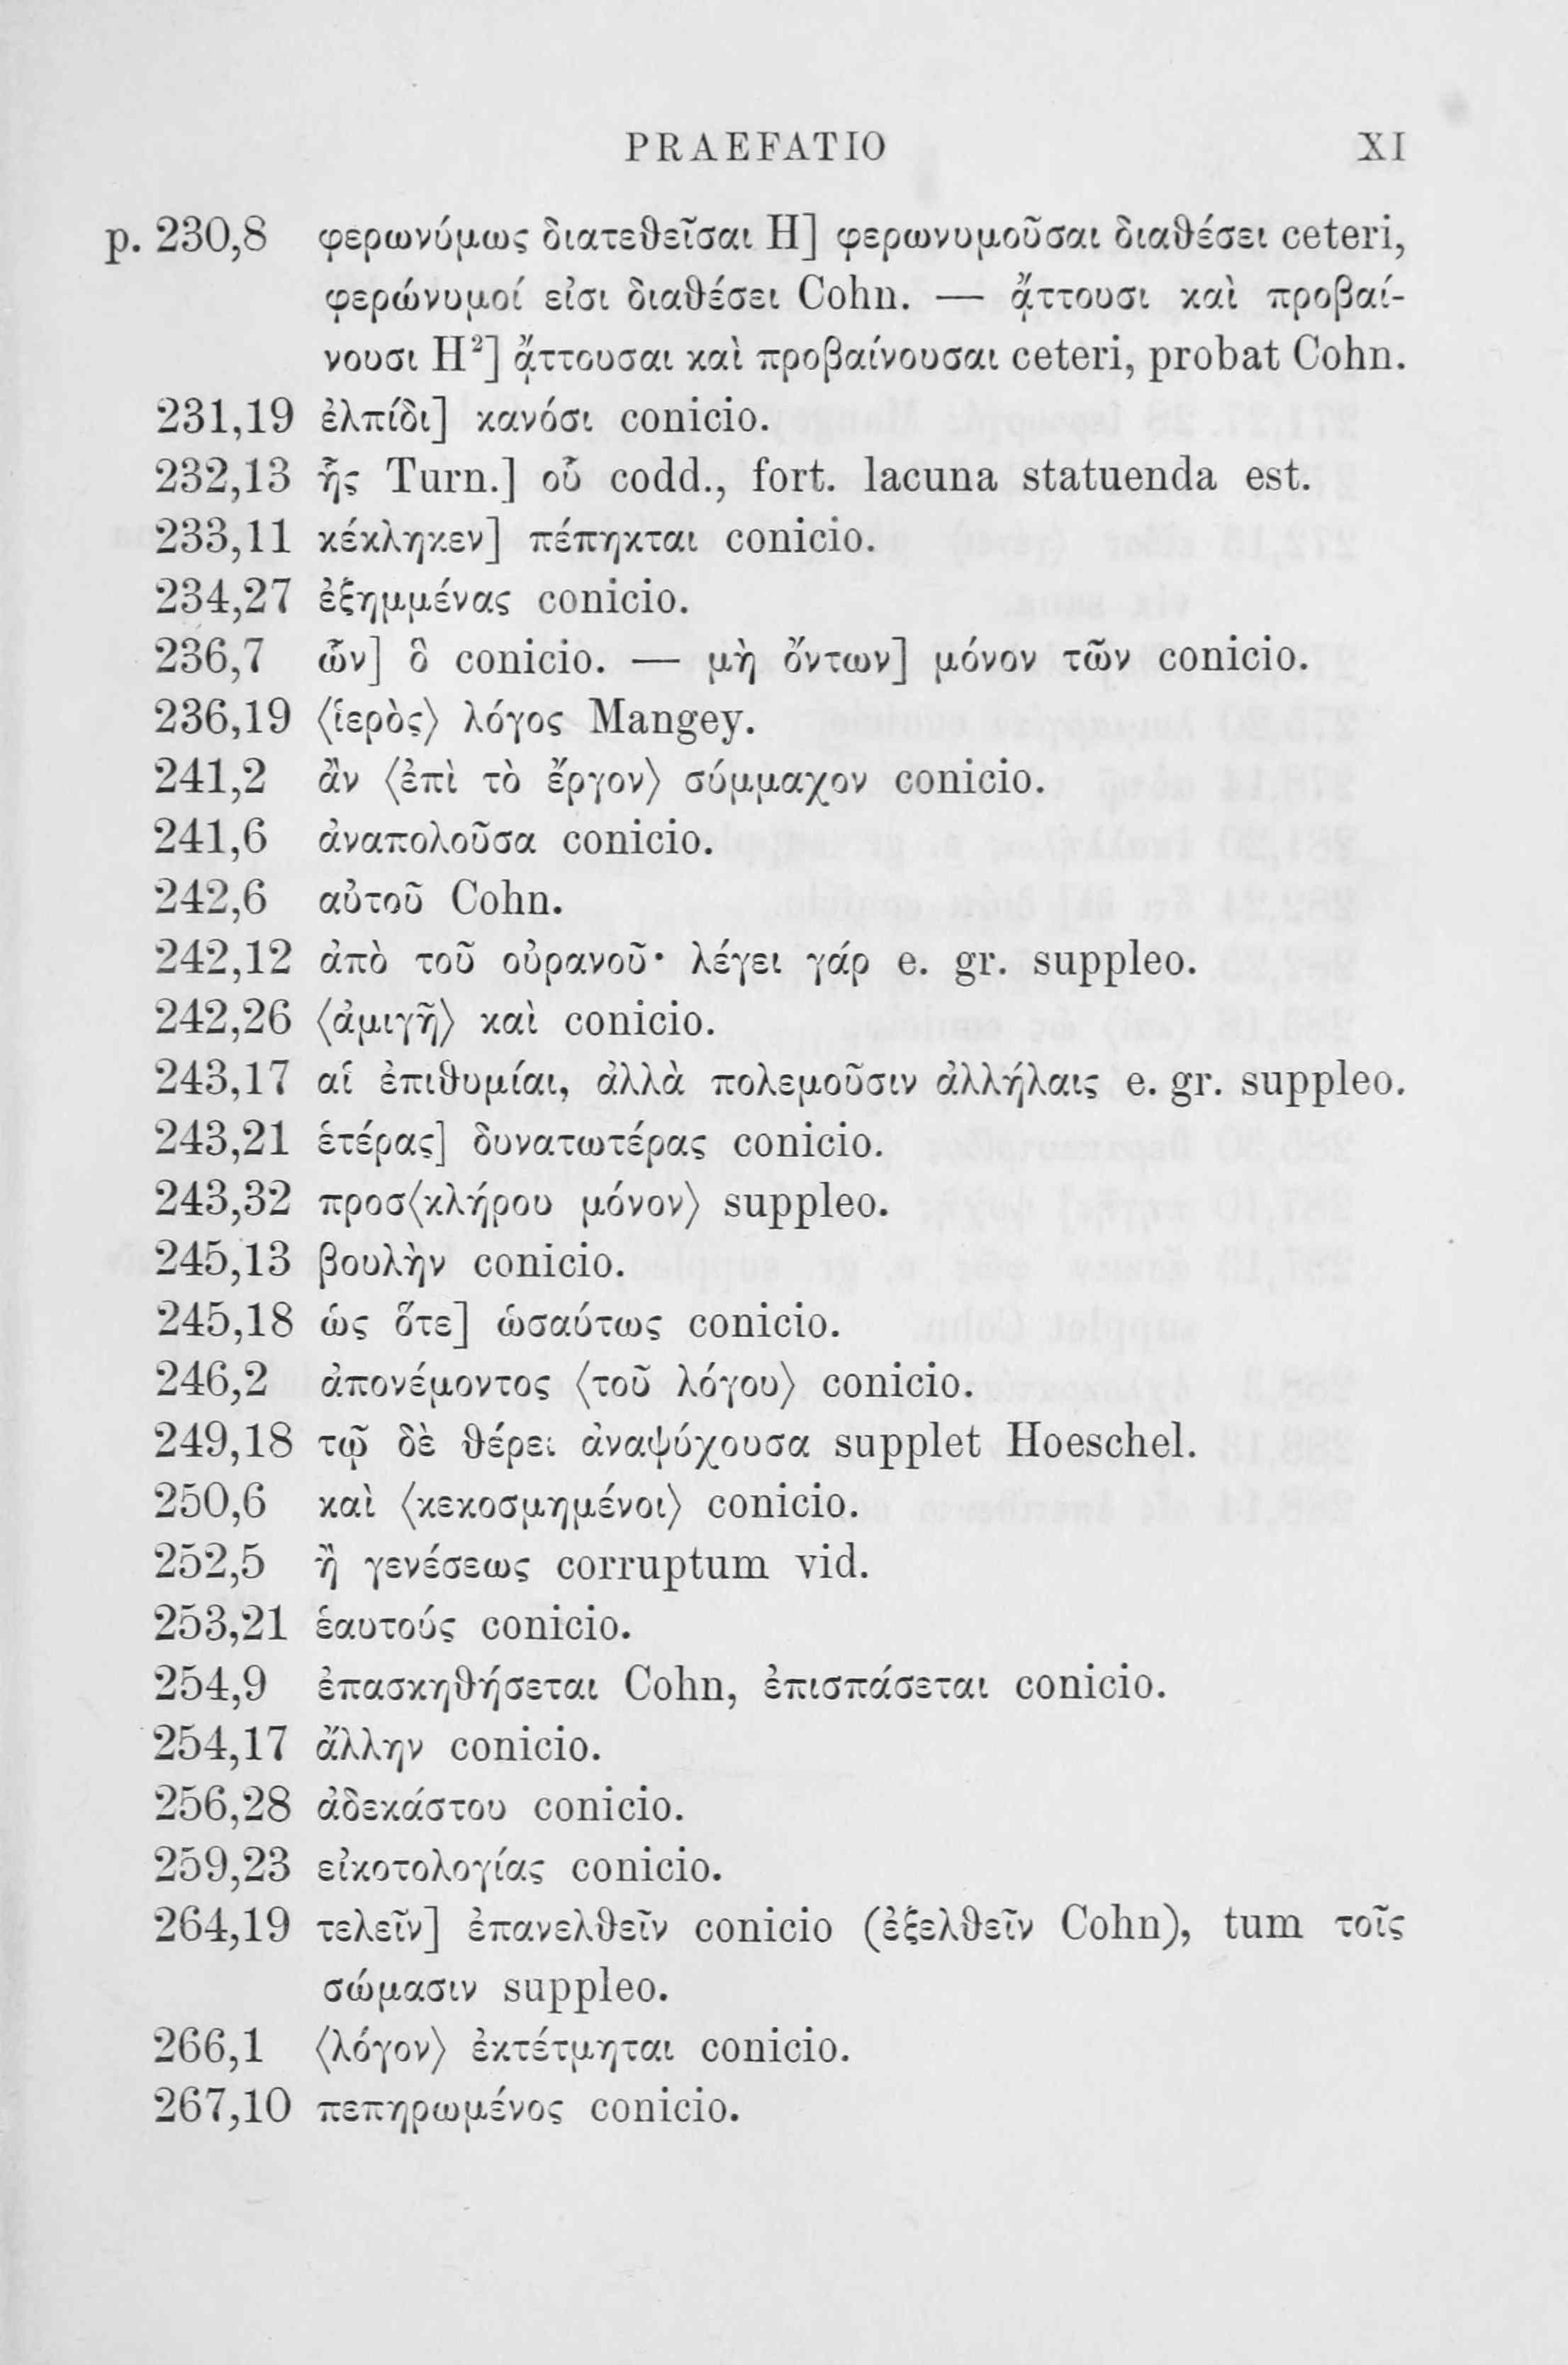 PRAEFATIO XI
p. 230,8 φερωνύμως διατεθεῖσαι H] φερωνυμοῦσαι διαθέσει ceteri,
φερώνυμοί εἰσι διαθέσει Cohn. — ᾄττουσι καὶ προβαί-
νουσι H²] ᾄττουσαι καὶ προβαίνουσαι ceteri, probat Cohn.
231,19 ἐλπίδι] κανόσι conicio.
232,13 ἧς Turn.] οὗ codd., fort. lacuna statuenda est.
233,11 κέκληκεν] πέπηκται conicio.
234,27 ἐξημμένας conicio.
236,7 ὧν] ὃ conicio. — μὴ ὄντων] μόνον τῶν conicio.
236,19 ⟨ἱερὸς⟩ λόγος Mangey.
241,2 ἂν ⟨ἐπὶ τὸ ἔργον⟩ σύμμαχον conicio.
241,6 ἀναπολοῦσα conicio.
242,6 αὐτοῦ Cohn.
242,12 ἀπὸ τοῦ οὐρανοῦ· λέγει γάρ e. gr. suppleo.
242,26 ⟨ἀμιγῆ⟩ καὶ conicio.
243,17 αἱ ἐπιθυμίαι, ἀλλὰ πολεμοῦσιν ἀλλήλαις e. gr. suppleo.
243,21 ἑτέρας] δυνατωτέρας conicio.
243,32 προσ⟨κλήρου μόνον⟩ suppleo.
245,13 βουλὴν conicio.
245,18 ὡς ὅτε] ὡσαύτως conicio.
246,2 ἀπονέμοντος ⟨τοῦ λόγου⟩ conicio.
249,18 τῷ δὲ θέρει ἀναψύχουσα supplet Hoeschel.
250,6 καὶ ⟨κεκοσμημένοι⟩ conicio.
252,5 ἢ γενέσεως corruptum vid.
253,21 ἑαυτούς conicio.
254,9 ἐπασκηθήσεται Cohn, ἐπισπάσεται conicio.
254,17 ἄλλην conicio.
256,28 ἀδεκάστου conicio.
259,23 εἰκοτολογίας conicio.
264,19 τελεῖν] ἐπανελθεῖν conicio (ἐξελθεῖν Cohn), tum τοῖς
σώμασιν suppleo.
266,1 ⟨λόγον⟩ ἐκτέτμηται conicio.
267,10 πεπηρωμένος conicio.